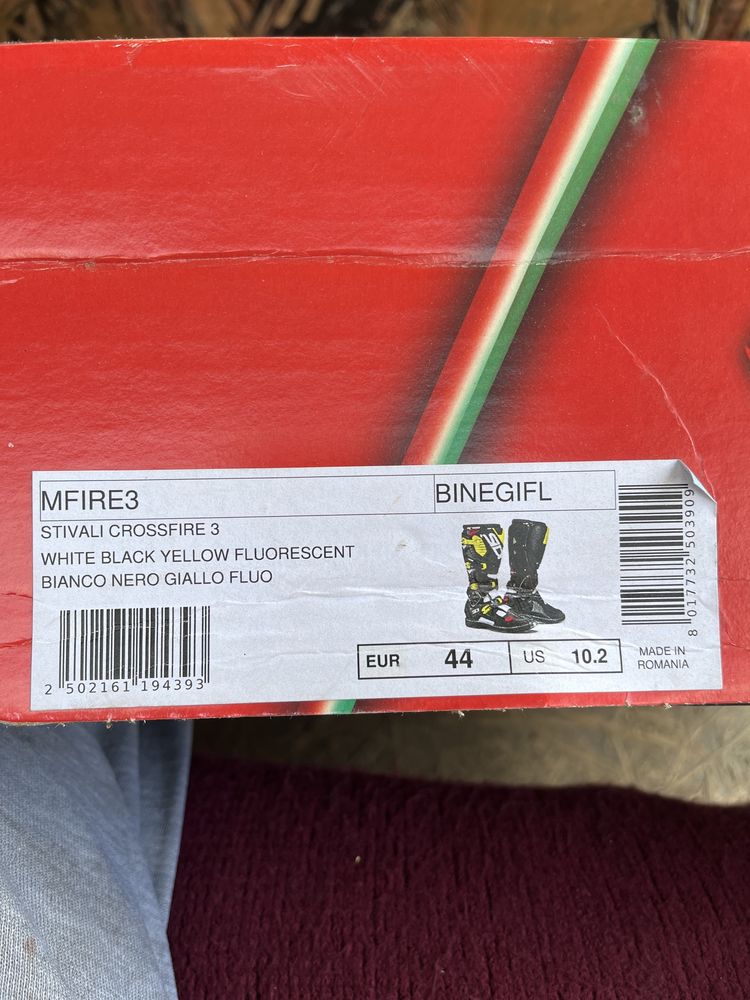 MFIRE3
BINEGIFL
STIVALI CROSSFIRE 3
WHITE BLACK YELLOW FLUORESCENT
BIANCO NERO GIALLO FLUO
SIDI
EUR 44 US 10.2
MADE IN
ROMANIA
2 502161 194393
8 017732 503909